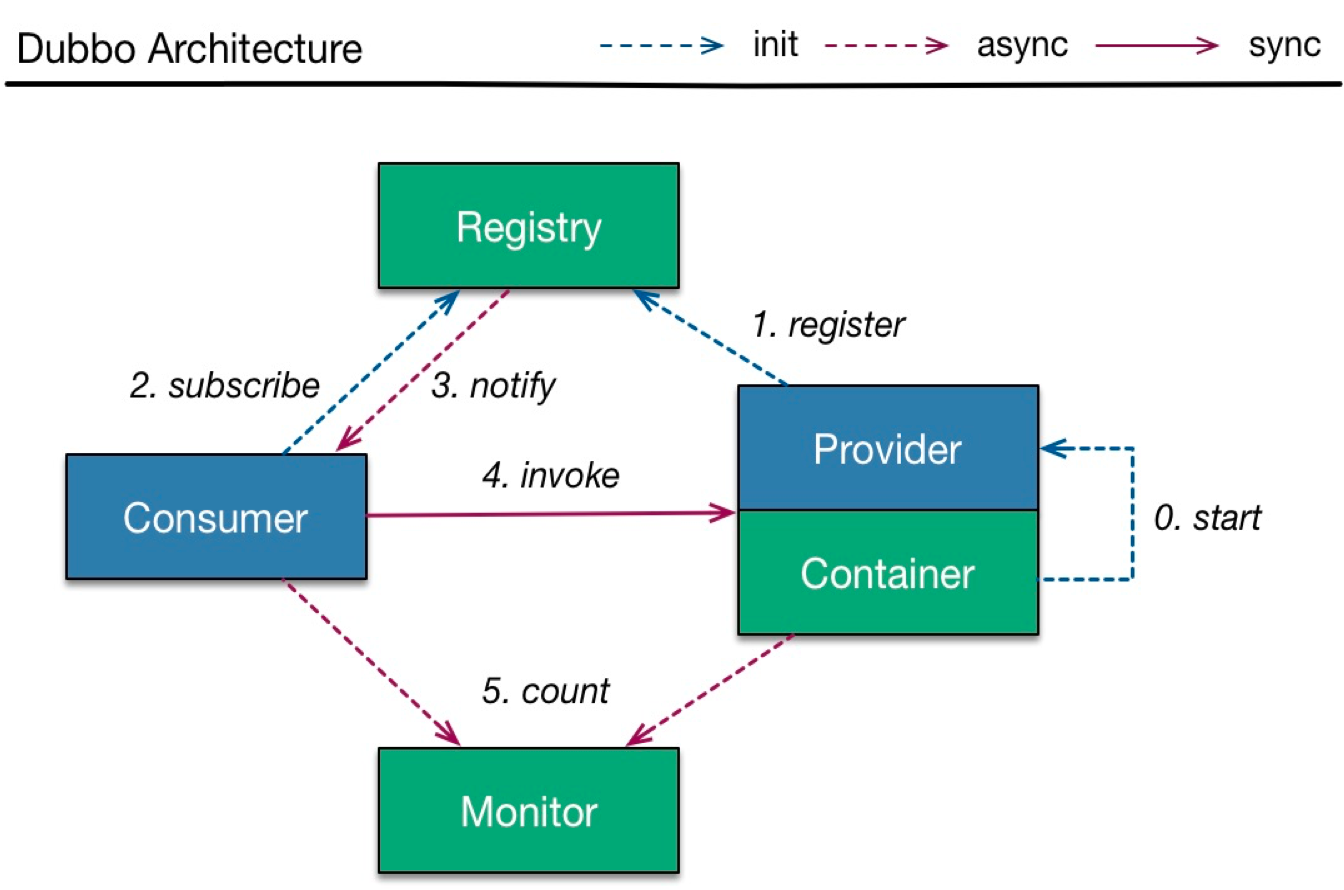 Dubbo Architecture
init
async
sync
Registry
1. register
2. subscribe
3. notify
Provider
4. invoke
Consumer
0. start
Container
5. count
Monitor